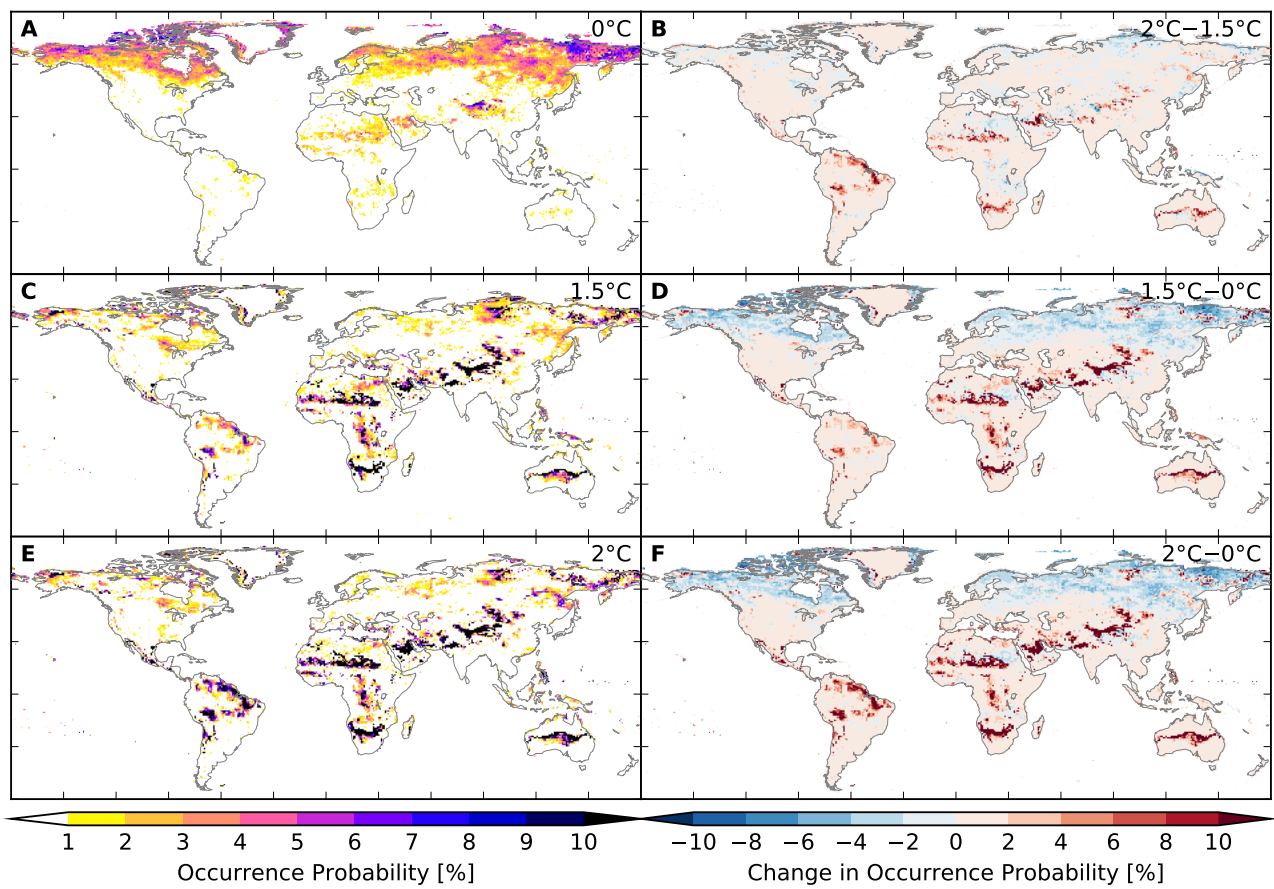 A 0°C
B 2°C−1.5°C
C 1.5°C
D 1.5°C−0°C
E 2°C
F 2°C−0°C
1 2 3 4 5 6 7 8 9 10
−10 −8 −6 −4 −2 0 2 4 6 8 10
Occurrence Probability [%]
Change in Occurrence Probability [%]